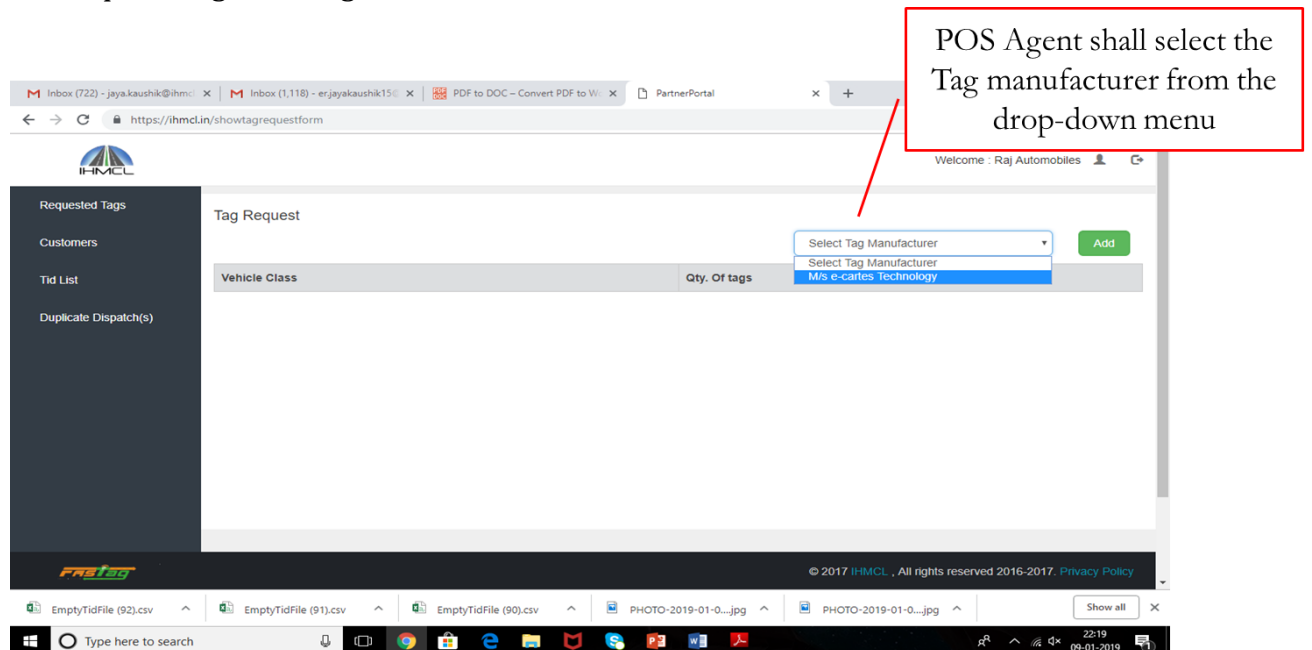 POS Agent shall select the
Tag manufacturer from the
drop-down menu
Inbox (722) - jaya.kaushik@ihmcl
Inbox (1,118) - er.jayakaushik15
PDF to DOC – Convert PDF to W
PartnerPortal
https://ihmcl.in/showtagrequestform
IHMCL
Welcome : Raj Automobiles
Requested Tags
Customers
Tid List
Duplicate Dispatch(s)
Tag Request
Select Tag Manufacturer
Add
Select Tag Manufacturer
M/s e-cartes Technology
Vehicle Class
Qty. Of tags
FASTag
© 2017 IHMCL , All rights reserved 2016-2017. Privacy Policy
EmptyTidFile (92).csv
EmptyTidFile (91).csv
EmptyTidFile (90).csv
PHOTO-2019-01-0....jpg
PHOTO-2019-01-0....jpg
Show all
Type here to search
22:19
09-01-2019